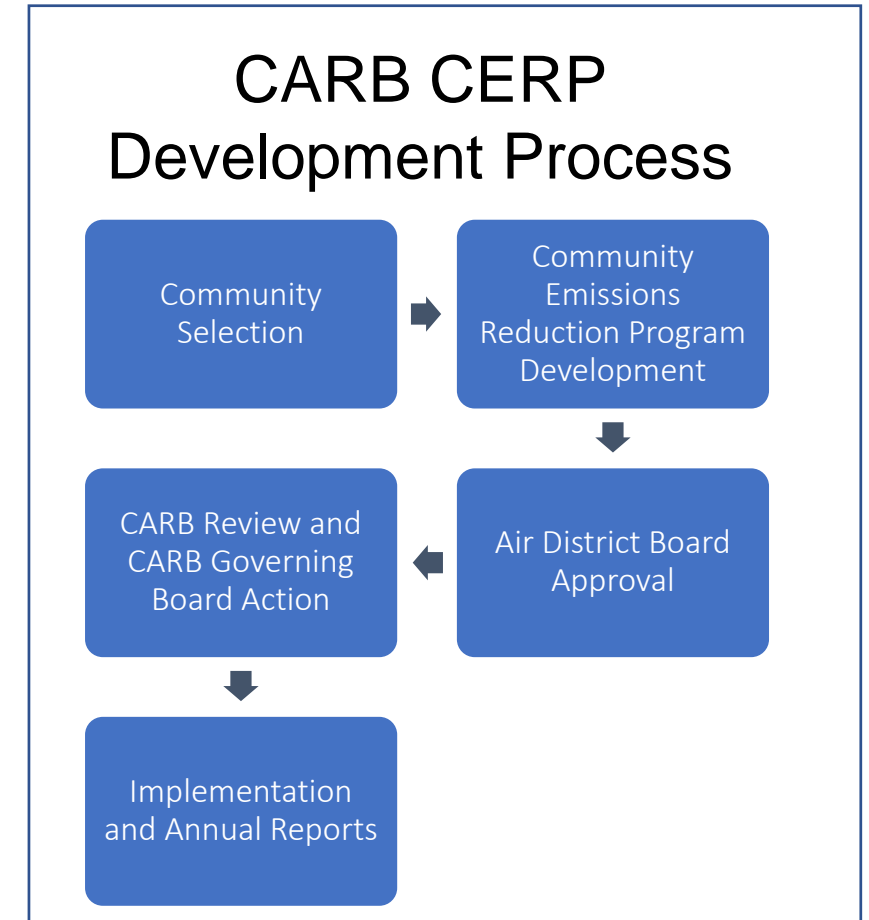 CARB CERP
Development Process
Community
Selection
Community
Emissions
Reduction Program
Development
Air District Board
Approval
CARB Review and
CARB Governing
Board Action
Implementation
and Annual Reports